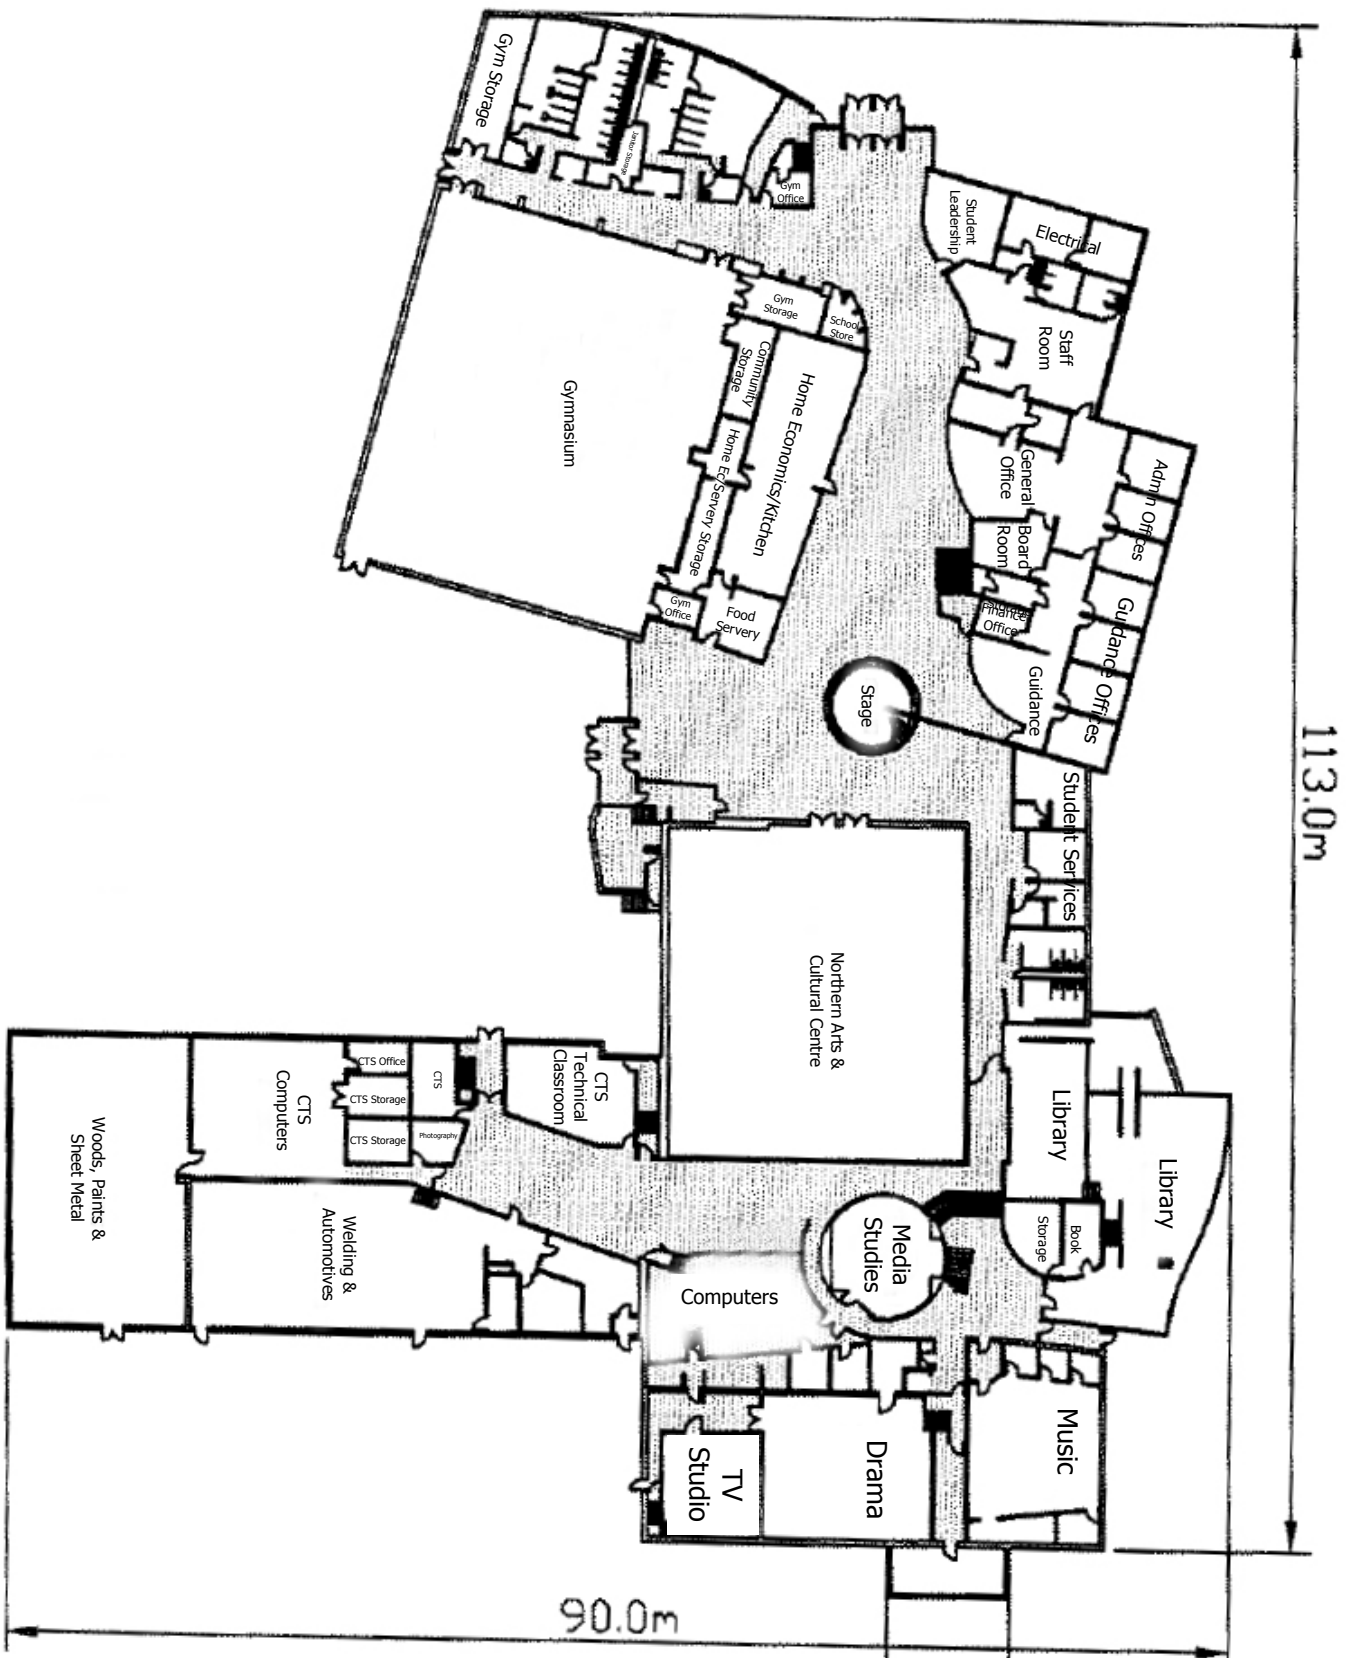 Gym Storage
Janitor Storage
Gym
Office
Student
Leadership
Electrical
Gym
Storage
School
Store
Staff
Room
Community
Storage
Home Economics/Kitchen
Gymnasium
Home Ec/Servery Storage
General
Office
Admin Offices
Board
Room
Storage
Finance
Office
Gym
Office
Food
Servery
Guidance Offices
Guidance
Stage
113.0m
Student Services
Northern Arts &
Cultural Centre
CTS Office
CTS
CTS
Technical
Classroom
CTS
Computers
CTS Storage
CTS Storage
Photography
Library
Library
Woods, Paints &
Sheet Metal
Welding &
Automotives
Media
Studies
Book
Storage
Computers
Music
Drama
TV
Studio
90.0m